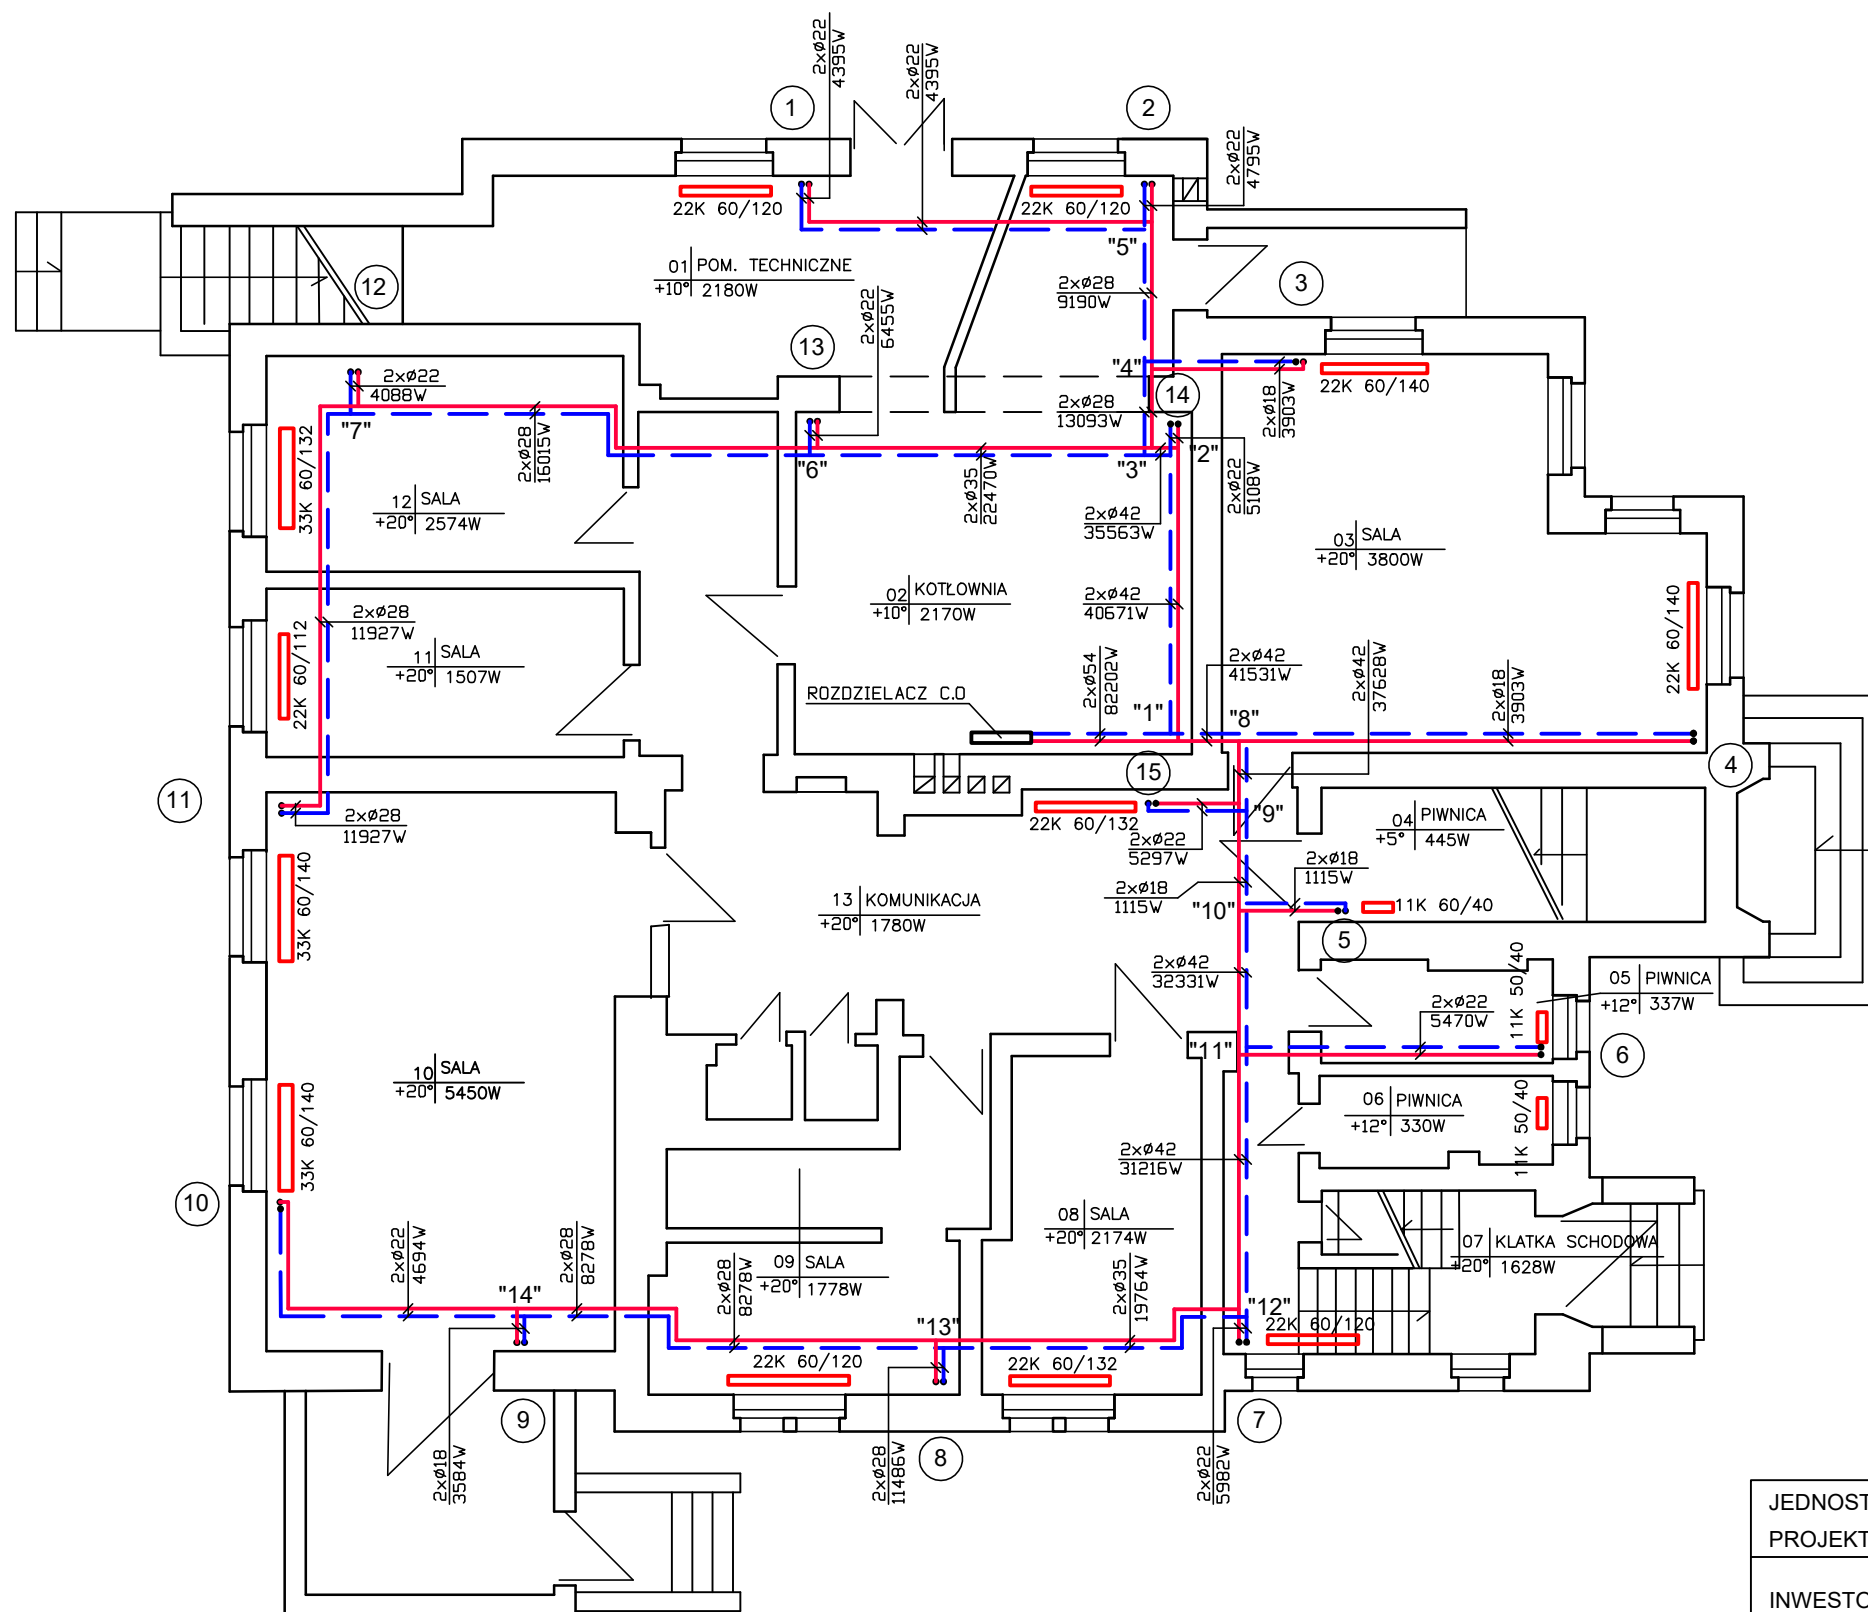 2xø22
4395W
2xø22
4395W
1
2
2xø22
4795W
22K 60/120
22K 60/120
"5"
01 POM. TECHNICZNE
+10° 2180W
12
3
2xø28
9190W
2xø22
6455W
13
"4"
14
22K 60/140
2xø22
4088W
2xø28
13093W
2xø18
3903W
"7"
33K 60/132
2xø28
16015W
"6"
2xø35
22470W
"3"
"2"
2xø22
5108W
12 SALA
+20° 2574W
2xø42
35563W
03 SALA
+20° 3800W
02 KOTŁOWNIA
+10° 2170W
2xø42
40671W
2xø28
11927W
22K 60/112
11 SALA
+20° 1507W
22K 60/140
2xø54
82202W
2xø42
41531W
2xø42
37628W
2xø18
3903W
ROZDZIELACZ C.O
"1"
"8"
15
4
11
2xø28
11927W
22K 60/132
"9"
04 PIWNICA
+5° 445W
2xø22
5297W
2xø18
1115W
33K 60/140
13 KOMUNIKACJA
+20° 1780W
2xø18
1115W
"10"
11K 60/40
5
2xø42
32331W
11K 50/40
05 PIWNICA
+12° 337W
2xø22
5470W
"11"
6
10 SALA
+20° 5450W
33K 60/140
06 PIWNICA
+12° 330W
11K 50/40
2xø42
31216W
10
08 SALA
+20° 2174W
07 KLATKA SCHODOWA
+20° 1628W
2xø22
4694W
2xø28
8278W
2xø28
8278W
09 SALA
+20° 1778W
2xø35
19764W
"14"
"13"
"12"
22K 60/120
22K 60/120
22K 60/132
9
8
7
2xø18
3584W
2xø28
11486W
2xø22
5982W
JEDNOST
PROJEKT
INWESTO